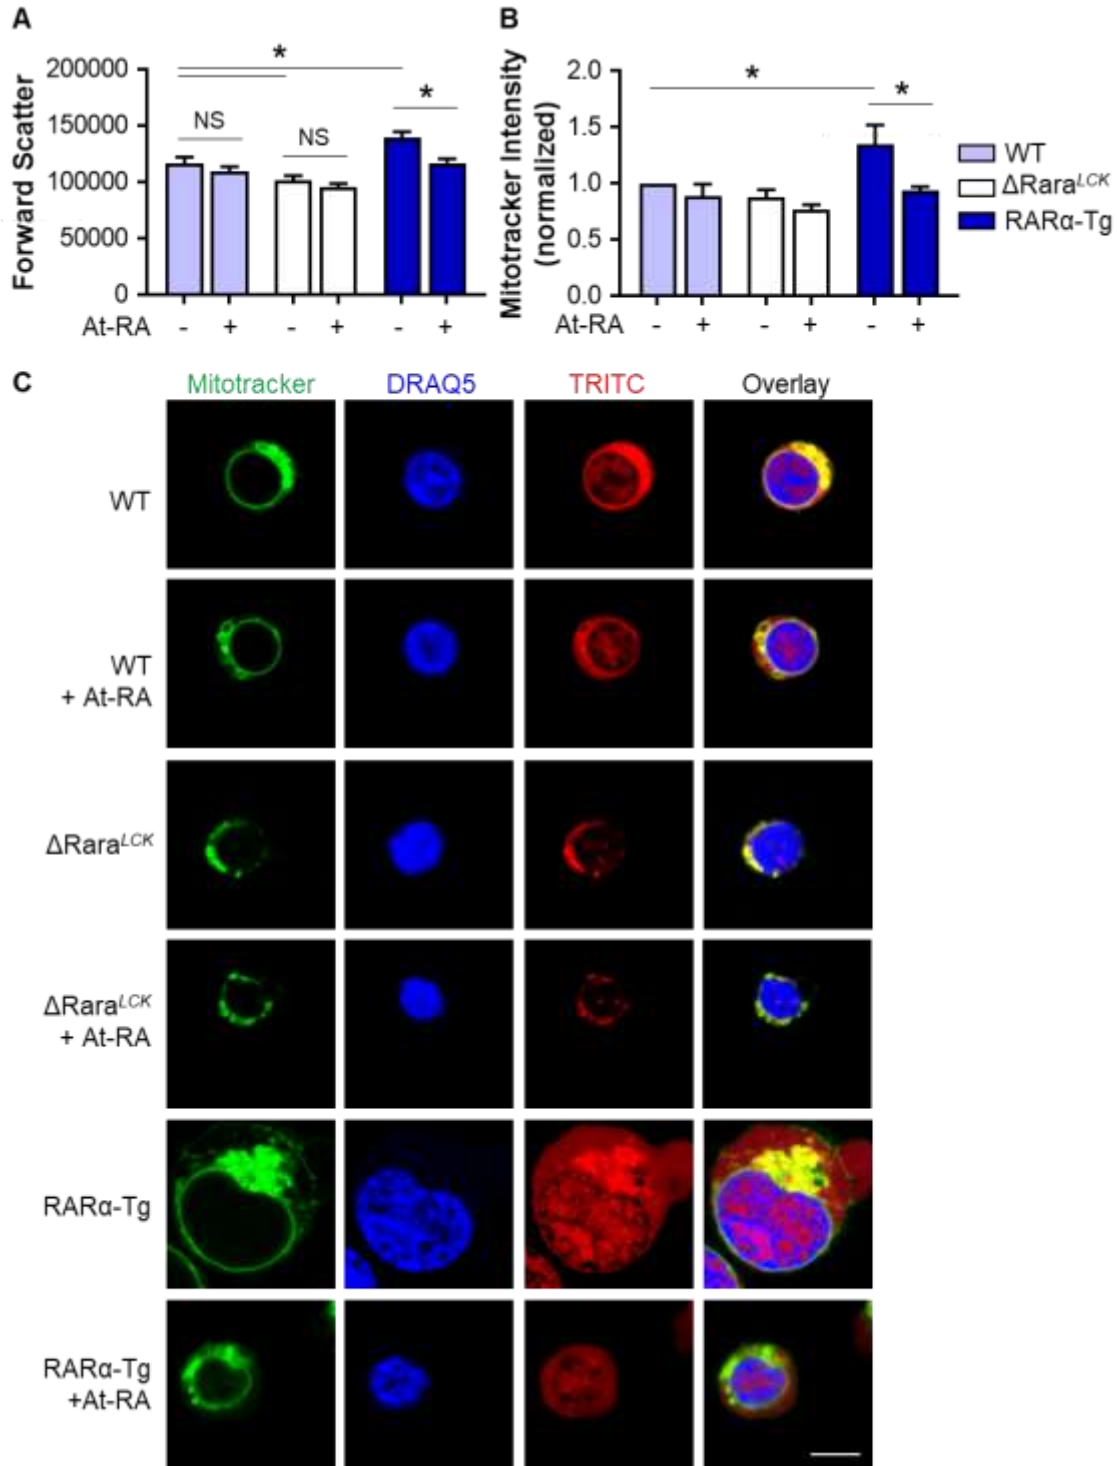 A
B
Forward Scatter
200000
150000
100000
50000
0
*
NS
NS
*
At-RA - + - + - +
Mitotracker Intensity
(normalized)
2.0
1.5
1.0
0.5
0.0
*
*
At-RA - + - + - +
WT
ΔRara^LCK
RARα-Tg
C
Mitotracker DRAQ5 TRITC Overlay
WT
WT
+ At-RA
ΔRara^LCK
ΔRara^LCK
+ At-RA
RARα-Tg
RARα-Tg
+At-RA